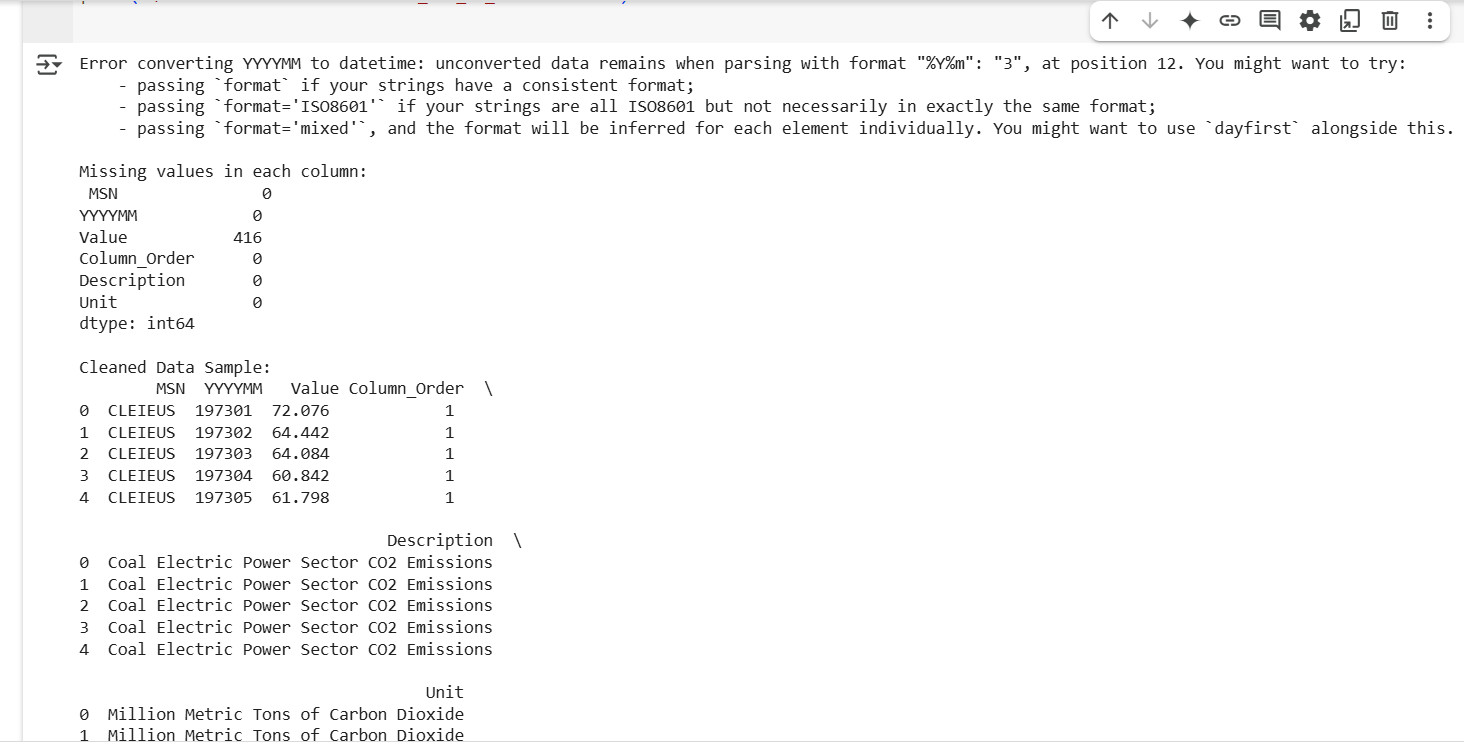 Error converting YYYYMM to datetime: unconverted data remains when parsing with format "%Y%m": "3", at position 12. You might want to try:
    - passing `format` if your strings have a consistent format;
    - passing `format='ISO8601'` if your strings are all ISO8601 but not necessarily in exactly the same format;
    - passing `format='mixed'`, and the format will be inferred for each element individually. You might want to use `dayfirst` alongside this.
Missing values in each column:
 MSN               0
YYYYMM            0
Value           416
Column_Order      0
Description       0
Unit              0
dtype: int64
Cleaned Data Sample:
        MSN  YYYYMM   Value Column_Order  \
0  CLEIEUS  197301  72.076            1
1  CLEIEUS  197302  64.442            1
2  CLEIEUS  197303  64.084            1
3  CLEIEUS  197304  60.842            1
4  CLEIEUS  197305  61.798            1
                                Description  \
0  Coal Electric Power Sector CO2 Emissions
1  Coal Electric Power Sector CO2 Emissions
2  Coal Electric Power Sector CO2 Emissions
3  Coal Electric Power Sector CO2 Emissions
4  Coal Electric Power Sector CO2 Emissions
                                    Unit
0  Million Metric Tons of Carbon Dioxide
1  Million Metric Tons of Carbon Dioxide